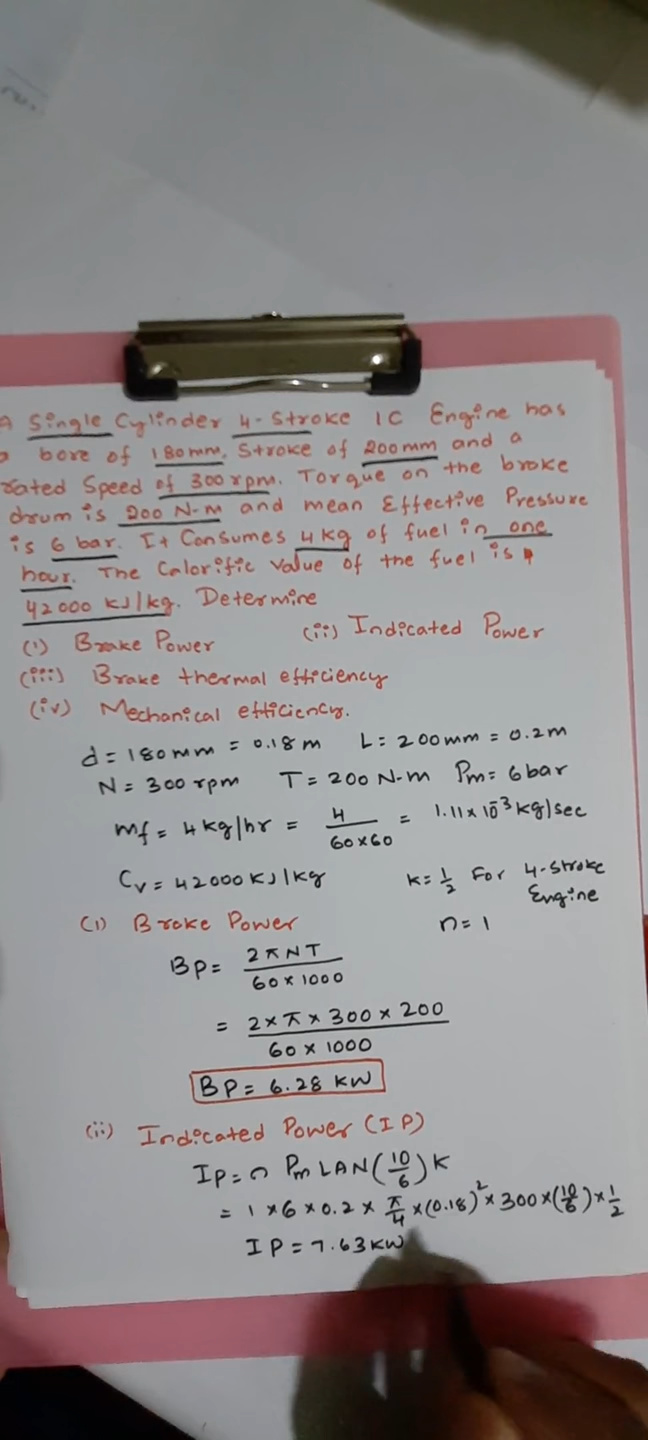 A Single Cylinder 4-Stroke IC Engine has
a bore of 180mm, Stroke of 200mm and a
rated Speed of 300 rpm. Torque on the broke
drum is 200 N-m and mean Effective Pressure
is 6 bar. It Consumes 4kg of fuel in one
hour. The Calorific value of the fuel is
42000 KJ/kg. Determine
(i) Brake Power (ii) Indicated Power
(iii) Brake thermal efficiency
(iv) Mechanical efficiency.
d = 180mm = 0.18m L = 200mm = 0.2m
N = 300 rpm T = 200 N-m Pm = 6 bar
mf = 4 kg/hr = 4/(60×60) = 1.11 × 10⁻³ kg/sec
Cv = 42000 KJ/kg K = 1/2 For 4-stroke
Engine
(1) Broke Power n = 1
BP = 2πNT/(60×1000)
= (2×π×300×200)/(60×1000)
BP = 6.28 KW
(ii) Indicated Power (IP)
IP = n Pm LAN (10/6) K
= 1×6×0.2×π/4×(0.18)²×300×(10/6)×1/2
IP = 7.63 KW